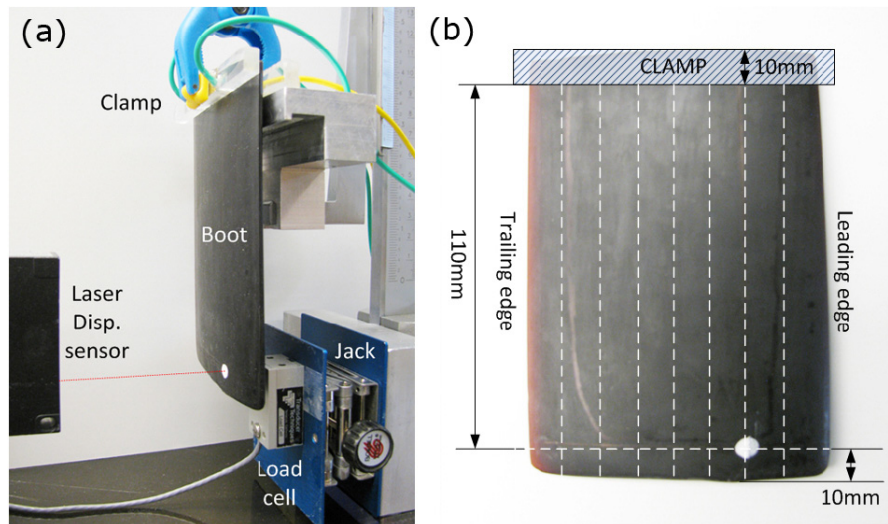 (a)
Clamp
Boot
Laser
Disp.
sensor
Jack
Load
cell
(b)
CLAMP
10mm
110mm
Trailing edge
Leading edge
10mm